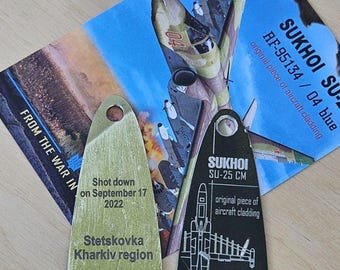 SUKHOI SU-
RF-95134 / 04 blue
original piece of aircraft cladding
04
FROM THE WAR IN
Shot down
on September 17
2022
Stetskovka
Kharkiv region
SUKHOI
SU-25 CM
original piece of
aircraft cladding